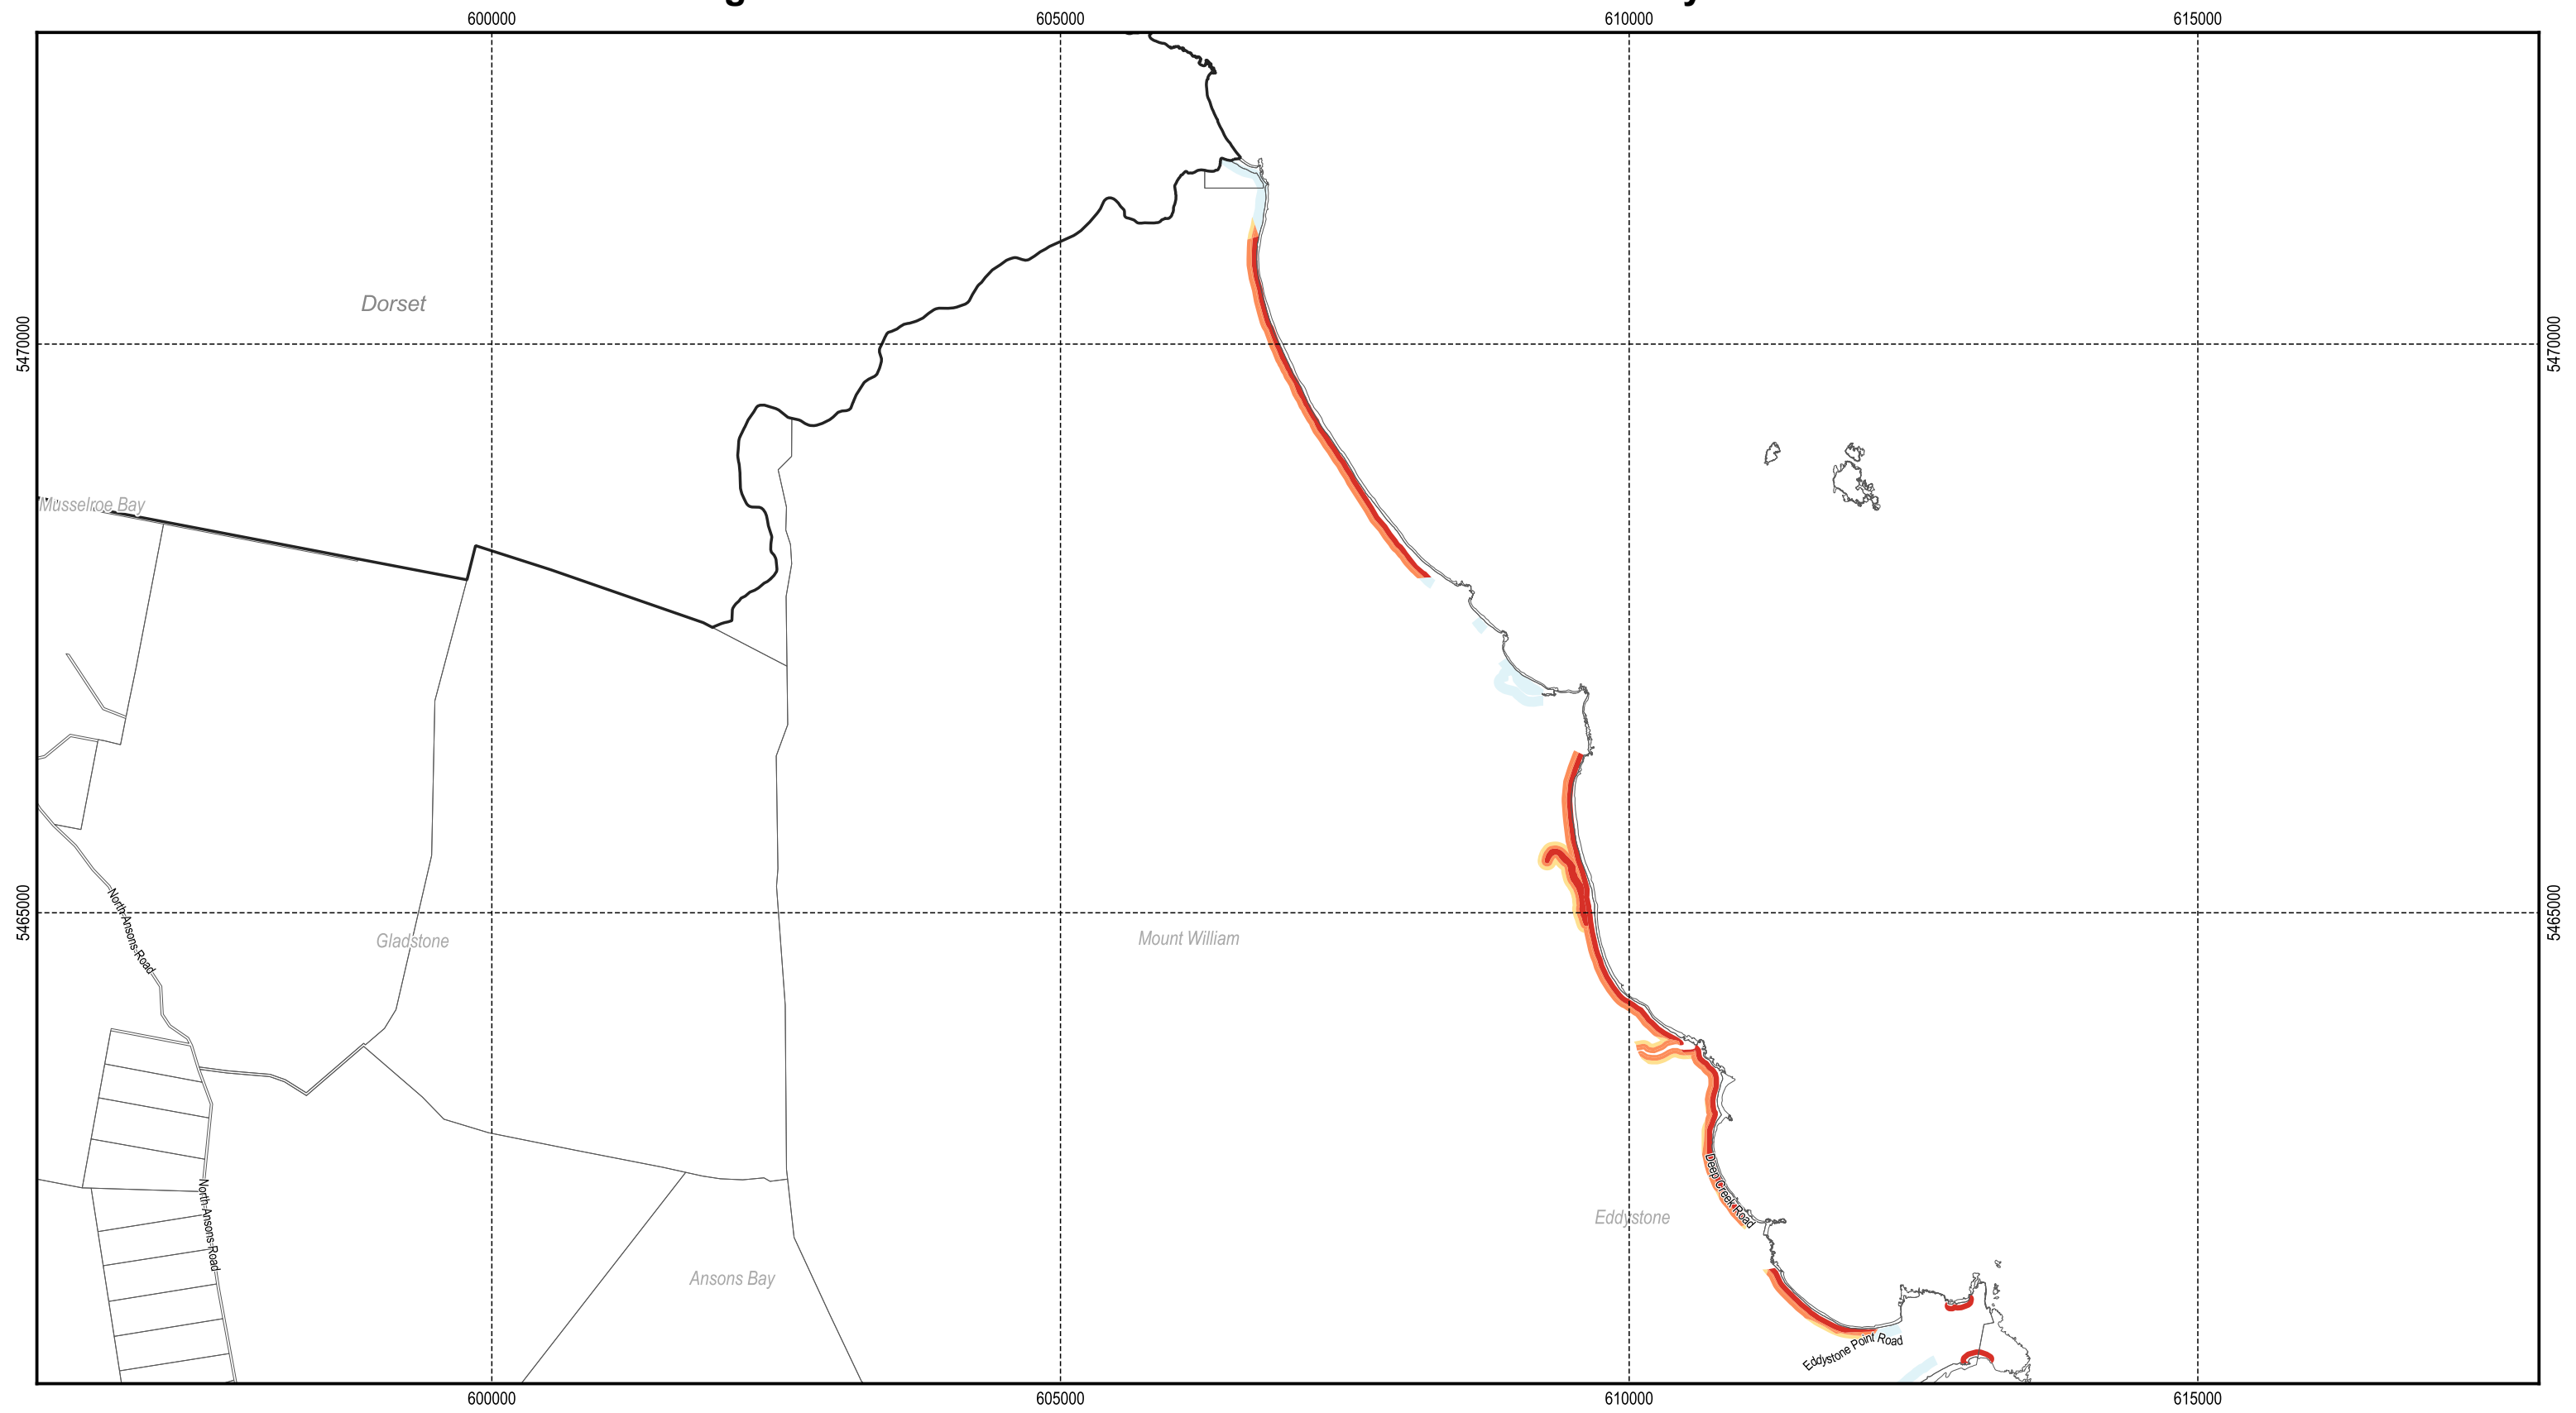 600000
605000
610000
615000
Dorset
5470000
5470000
Musselroe Bay
North Ansons Road
5465000
5465000
Gladstone
Mount William
Deep Creek Road
North Ansons Road
Eddystone
Ansons Bay
Eddystone Point Road
600000
605000
610000
615000